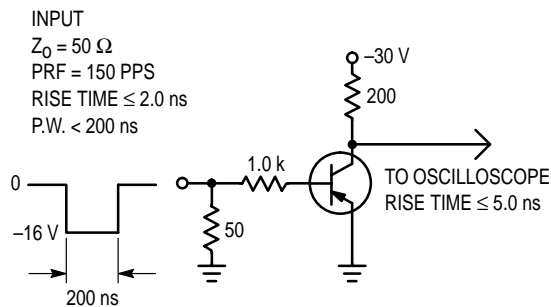 INPUT
Zo = 50 Ω
PRF = 150 PPS
RISE TIME ≤ 2.0 ns
P.W. < 200 ns
–30 V
200
1.0 k
0
–16 V
50
TO OSCILLOSCOPE
RISE TIME ≤ 5.0 ns
200 ns